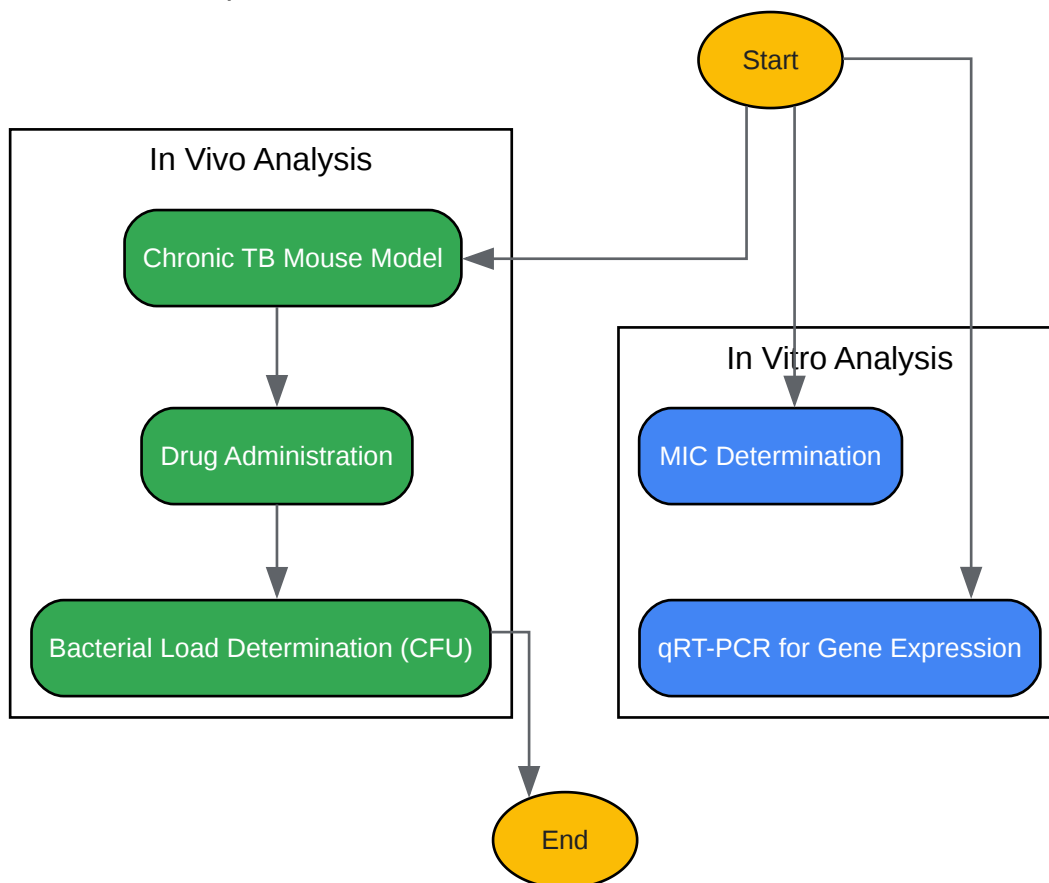 Start
In Vivo Analysis
Chronic TB Mouse Model
Drug Administration
Bacterial Load Determination (CFU)
In Vitro Analysis
MIC Determination
qRT-PCR for Gene Expression
End